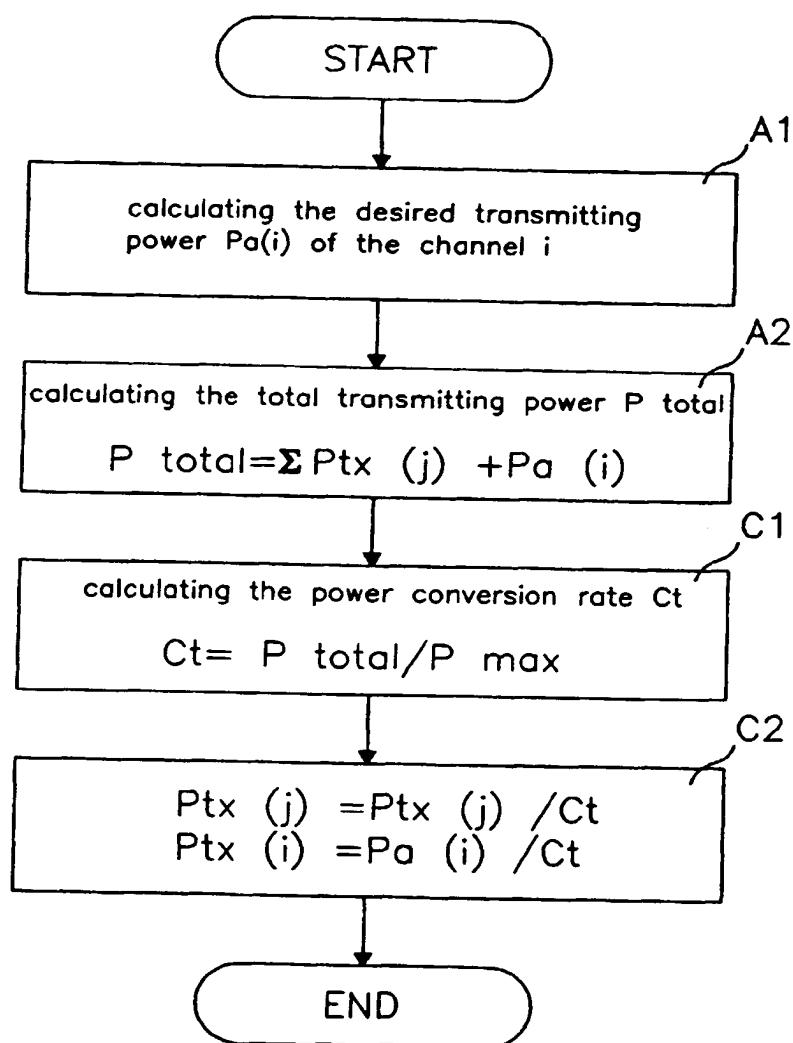 START
A1
calculating the desired transmitting
power Pa(i) of the channel i
A2
calculating the total transmitting power P total
P total=Σ Ptx (j) +Pa (i)
C1
calculating the power conversion rate Ct
Ct= P total/P max
C2
Ptx (j) =Ptx (j) /Ct
Ptx (i) =Pa (i) /Ct
END